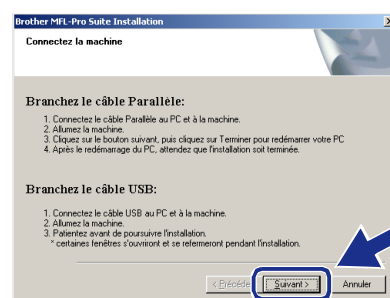 Brother MFL-Pro Suite Installation
Connectez la machine
Branchez le câble Parallèle:
1. Connectez le câble Parallèle au PC et à la machine.
2. Allumez la machine.
3. Cliquez sur le bouton suivant, puis cliquez sur Terminer pour redémarrer votre PC
4. Après le redémarrage du PC, attendez que l'installation soit terminée.
Branchez le câble USB:
1. Connectez le câble USB au PC et à la machine.
2. Allumez la machine.
3. Patientez avant de poursuivre l'installation.
* certaines fenêtres s'ouvriront et se refermeront pendant l'installation.
< Précéde Suivant > Annuler